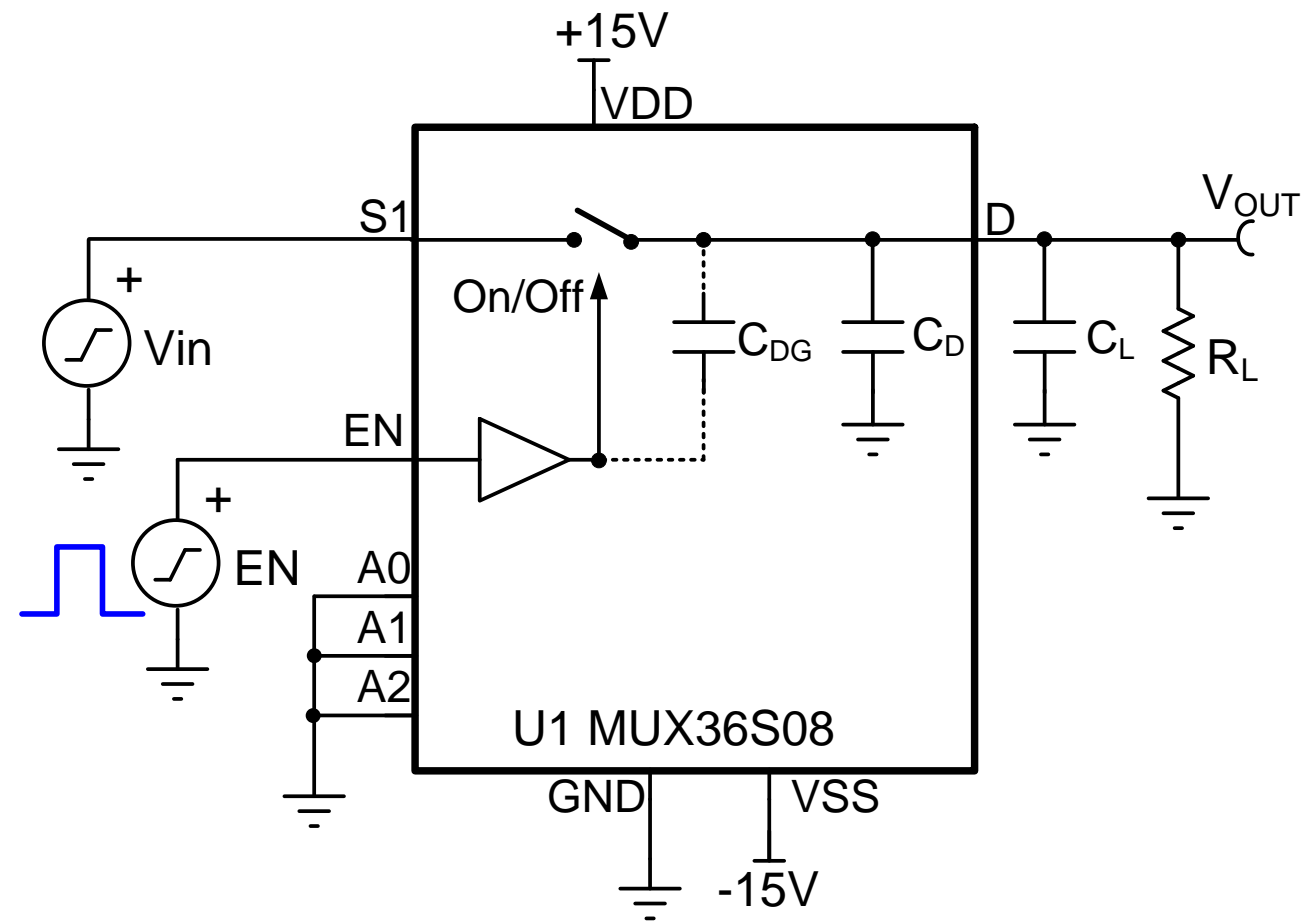 +15V
VDD
S1
D
VOUT
+
Vin
On/Off
CDG
CD
CL
RL
EN
+
EN
A0
A1
A2
U1 MUX36S08
GND
VSS
-15V